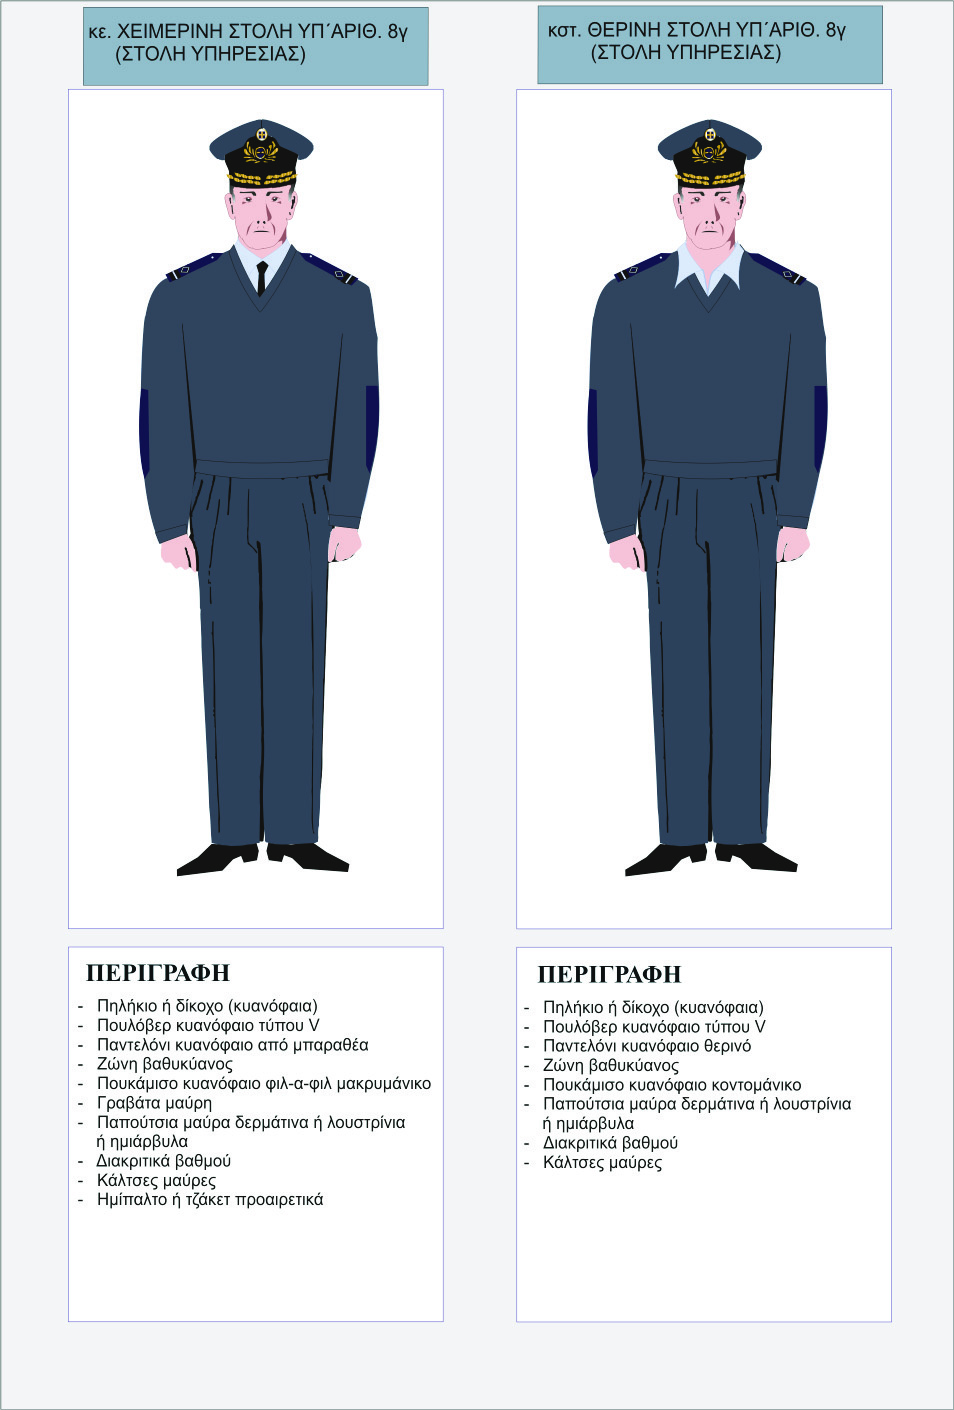 κε. ΧΕΙΜΕΡΙΝΗ ΣΤΟΛΗ ΥΠ΄ΑΡΙΘ. 8γ
(ΣΤΟΛΗ ΥΠΗΡΕΣΙΑΣ)
κστ. ΘΕΡΙΝΗ ΣΤΟΛΗ ΥΠ΄ΑΡΙΘ. 8γ
(ΣΤΟΛΗ ΥΠΗΡΕΣΙΑΣ)
ΠΕΡΙΓΡΑΦΗ
- Πηλήκιο ή δίκοχο (κυανόφαια)
- Πουλόβερ κυανόφαιο τύπου V
- Παντελόνι κυανόφαιο από μπαραθέα
- Ζώνη βαθυκύανος
- Πουκάμισο κυανόφαιο φιλ-α-φιλ μακρυμάνικο
- Γραβάτα μαύρη
- Παπούτσια μαύρα δερμάτινα ή λουστρίνια
ή ημιάρβυλα
- Διακριτικά βαθμού
- Κάλτσες μαύρες
- Ημίπαλτο ή τζάκετ προαιρετικά
ΠΕΡΙΓΡΑΦΗ
- Πηλήκιο ή δίκοχο (κυανόφαια)
- Πουλόβερ κυανόφαιο τύπου V
- Παντελόνι κυανόφαιο θερινό
- Ζώνη βαθυκύανος
- Πουκάμισο κυανόφαιο κοντομάνικο
- Παπούτσια μαύρα δερμάτινα ή λουστρίνια
ή ημιάρβυλα
- Διακριτικά βαθμού
- Κάλτσες μαύρες